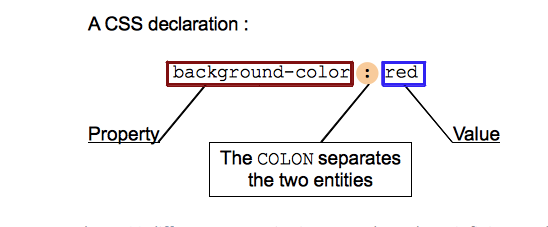 A CSS declaration :
background-color : red
Property
Value
The COLON separates
the two entities